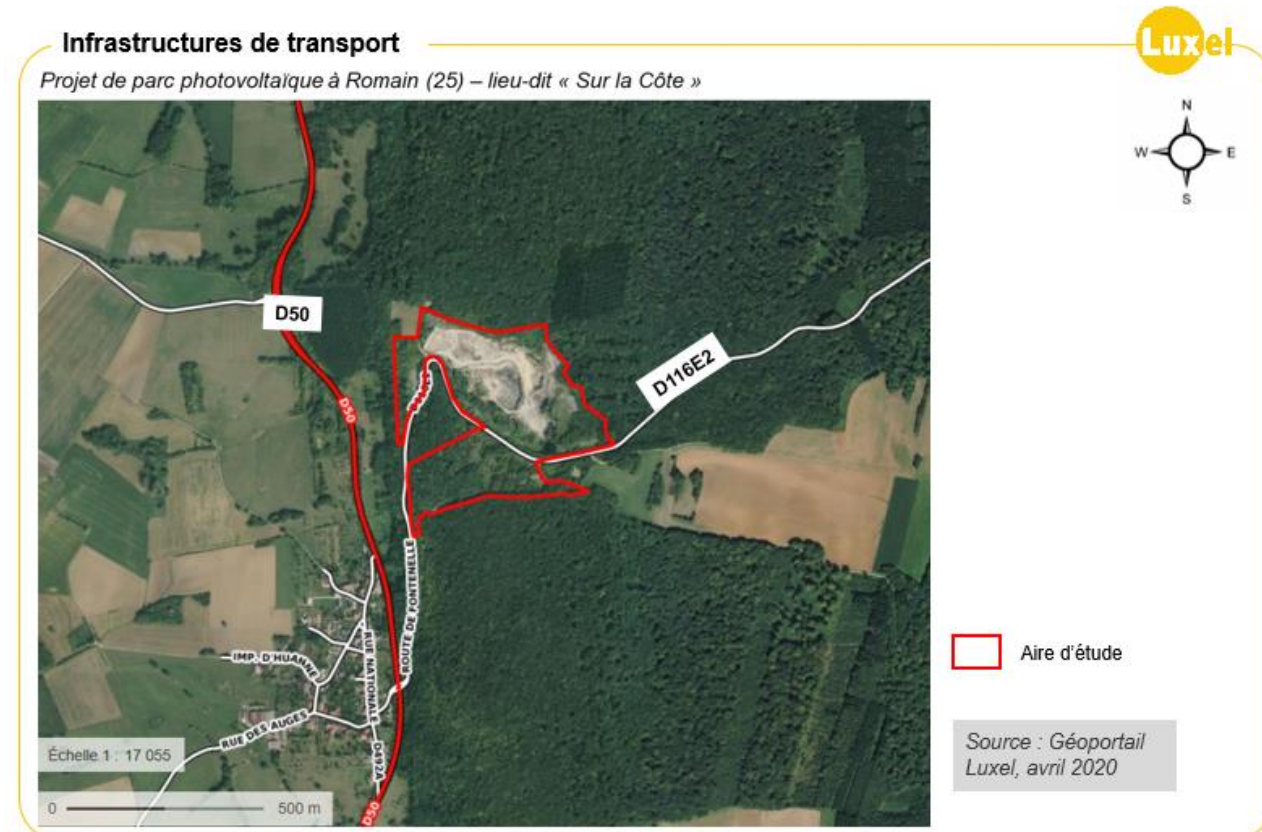 Infrastructures de transport
Luxel
Projet de parc photovoltaïque à Romain (25) – lieu-dit « Sur la Côte »
N
W
E
S
D50
D116E2
D50
ROUTE DE FONTENELLE
IMP. D'HUANNE
RUE NATIONALE
RUE DES AUGES
D492A
D50
Aire d'étude
Échelle 1 : 17 055
0
500 m
Source : Géoportail
Luxel, avril 2020